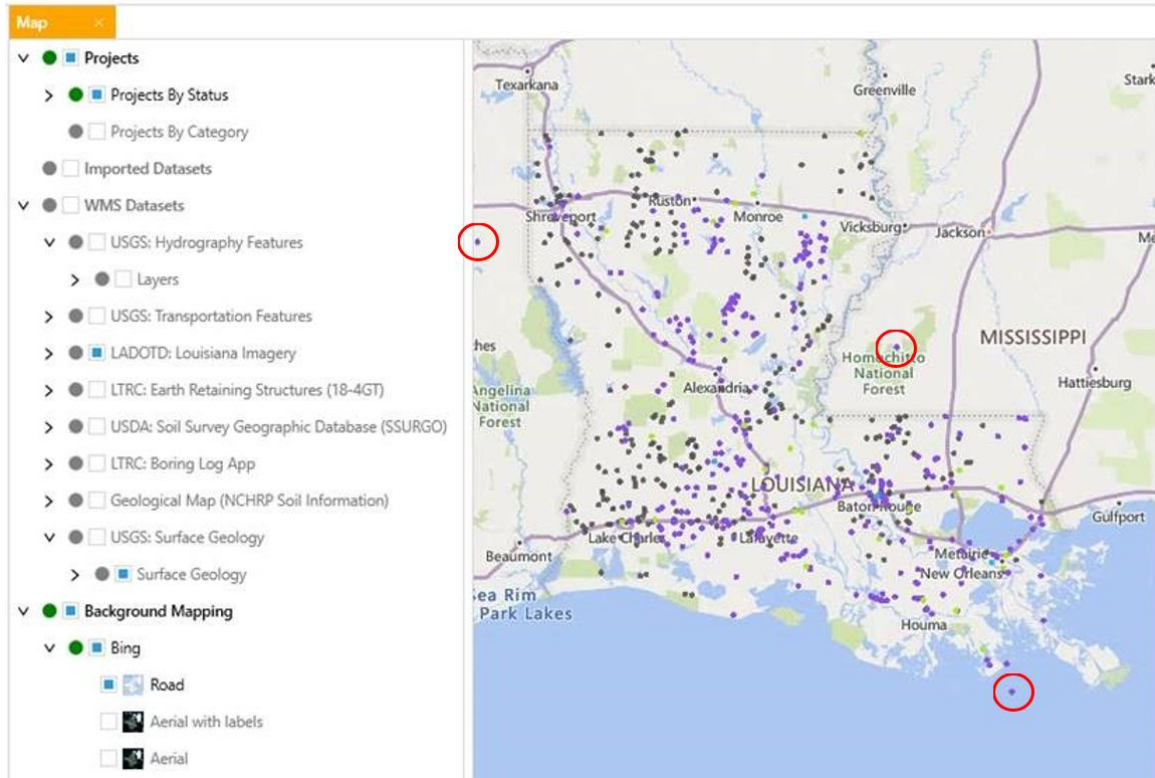 Map
Projects
Projects By Status
Projects By Category
Imported Datasets
WMS Datasets
USGS: Hydrography Features
Layers
USGS: Transportation Features
LADOTD: Louisiana Imagery
LTRC: Earth Retaining Structures (18-4GT)
USDA: Soil Survey Geographic Database (SSURGO)
LTRC: Boring Log App
Geological Map (NCHRP Soil Information)
USGS: Surface Geology
Surface Geology
Background Mapping
Bing
Road
Aerial with labels
Aerial
Texarkana
Greenville
Stark
Ruston
Shreveport
Monroe
Vicksburg
Jackson
Me
MISSISSIPPI
ches
Homochitto
National
Forest
Alexandria
Hattiesburg
Angelina
National
Forest
LOUISIANA
Baton Rouge
Gulfport
Lake Charles
Lafayette
Beaumont
Metairie
New Orleans
Sea Rim
Park Lakes
Houma